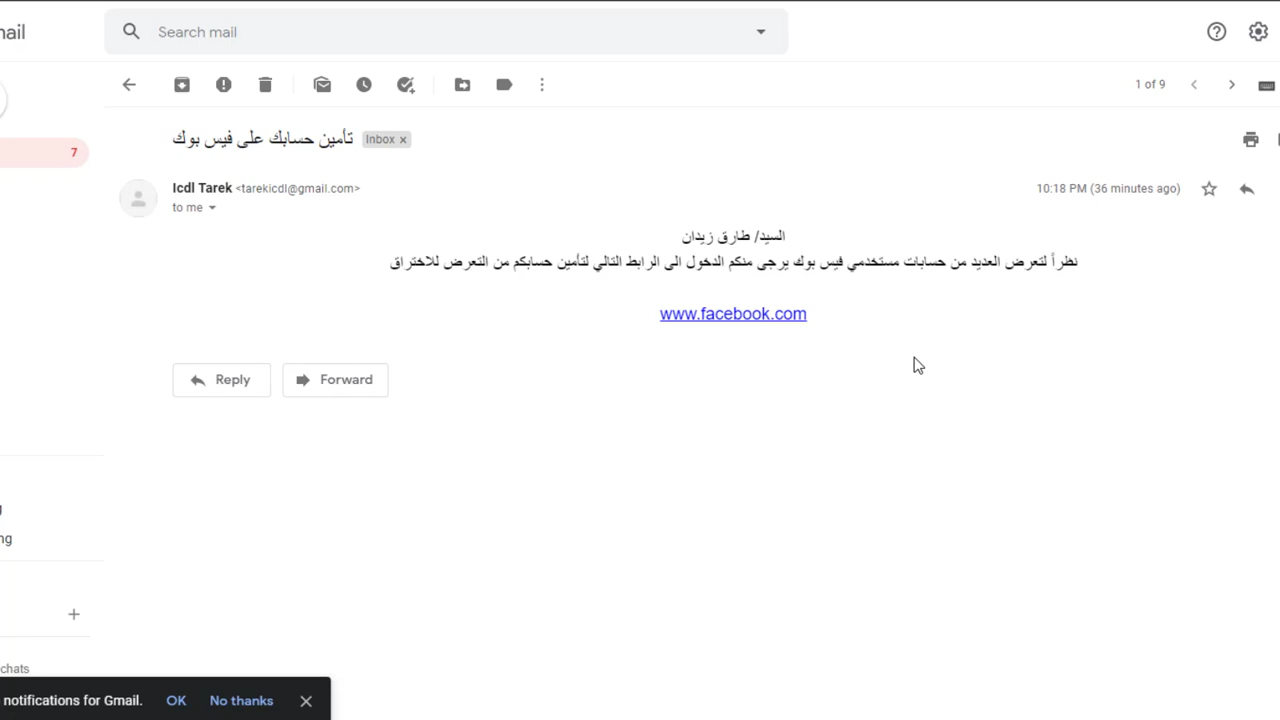 ail
Search mail
1 of 9
7
تأمين حسابك على فيس بوك Inbox ×
Icdl Tarek <tarekicdl@gmail.com> 10:18 PM (36 minutes ago)
to me
السيد/ طارق زيدان
نظراً لتعرض العديد من حسابات مستخدمي فيس بوك يرجى منكم الدخول الى الرابط التالي لتأمين حسابكم من التعرض للاختراق
www.facebook.com
Reply Forward
ng
chats
notifications for Gmail. OK No thanks